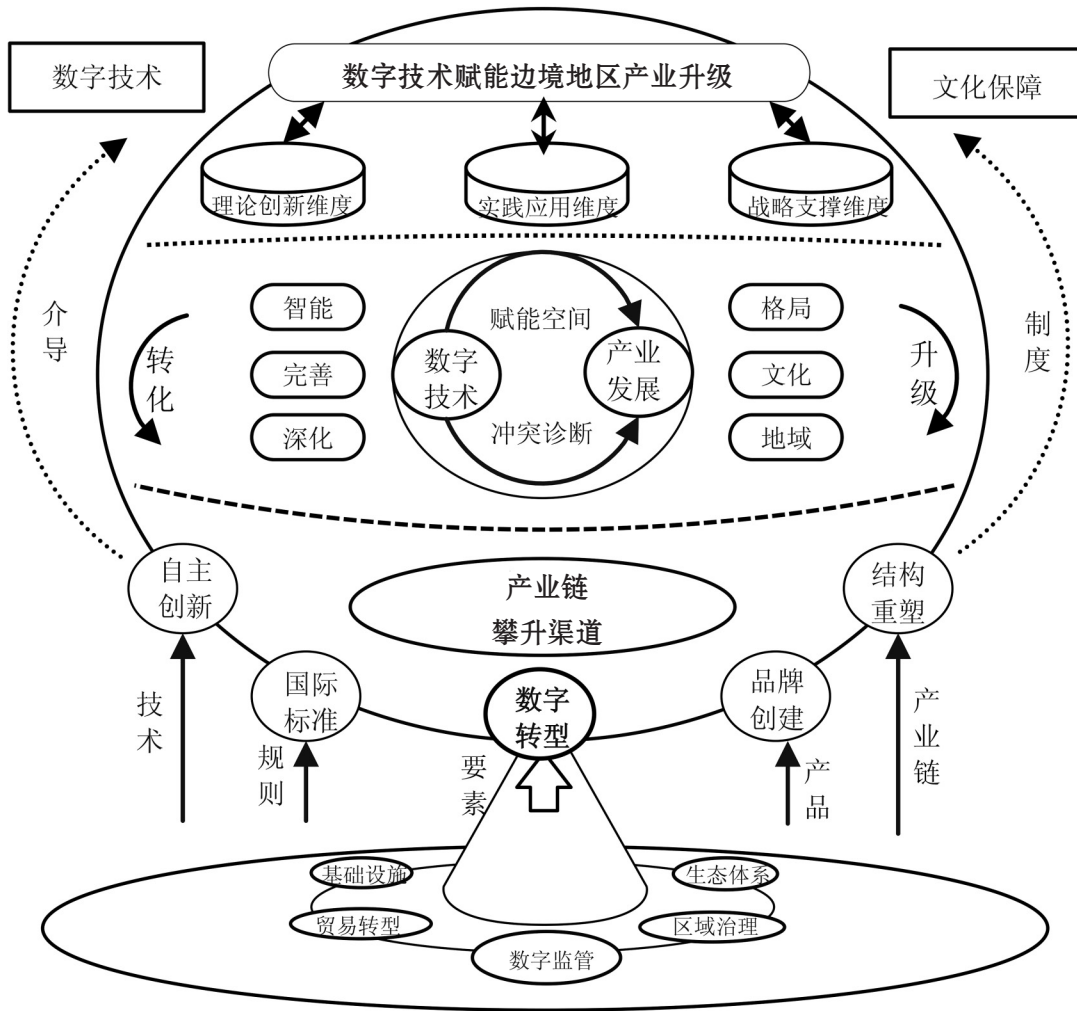 数字技术
数字技术赋能边境地区产业升级
文化保障
理论创新维度
实践应用维度
战略支撑维度
介导
转化
智能
完善
深化
赋能空间
数字
技术
产业
发展
冲突诊断
格局
文化
地域
升级
制度
自主
创新
产业链
攀升渠道
结构
重塑
国际
标准
数字
转型
品牌
创建
技术
规则
要素
产品
产业链
基础设施
生态体系
贸易转型
区域治理
数字监管